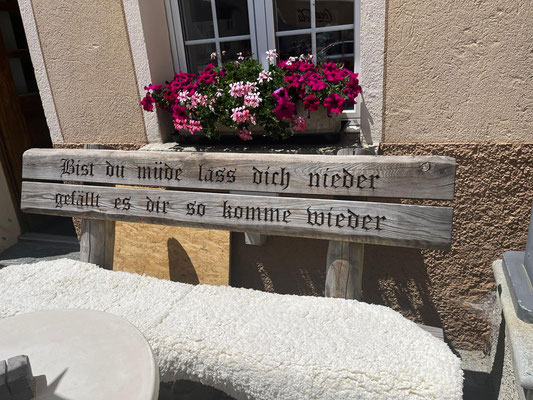 Bist du müde lass dich nieder
gefällt es dir so komme wieder